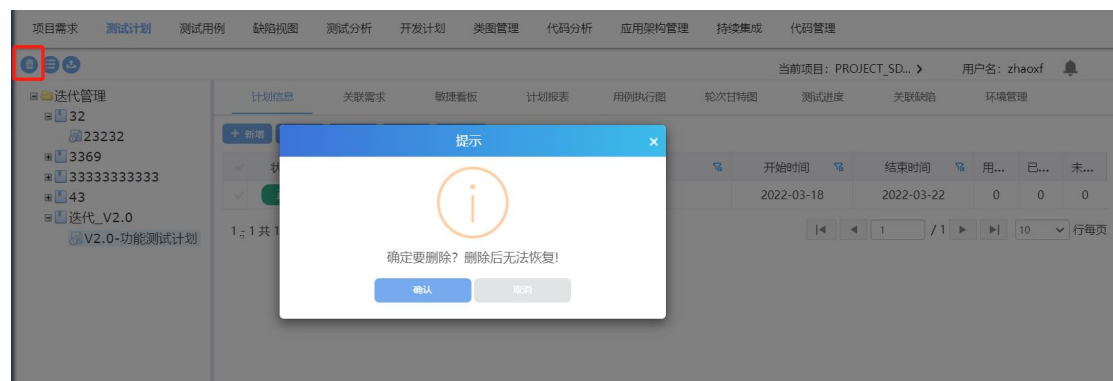 项目需求 测试计划 测试用例 缺陷视图 测试分析 开发计划 类图管理 代码分析 应用架构管理 持续集成 代码管理
当前项目：PROJECT_SD... 用户名：zhaoxf
迭代管理
32
23232
3369
33333333333
43
迭代_V2.0
V2.0-功能测试计划
计划信息 关联需求 敏捷看板 计划报表 用例执行图 轮次甘特图 测试进度 关联缺陷 环境管理
+ 新增
开始时间 结束时间 用... 已... 未...
2022-03-18 2022-03-22 0 0 0
1 / 1 10 行每页
提示 ×
i
确定要删除？删除后无法恢复!
确认 取消